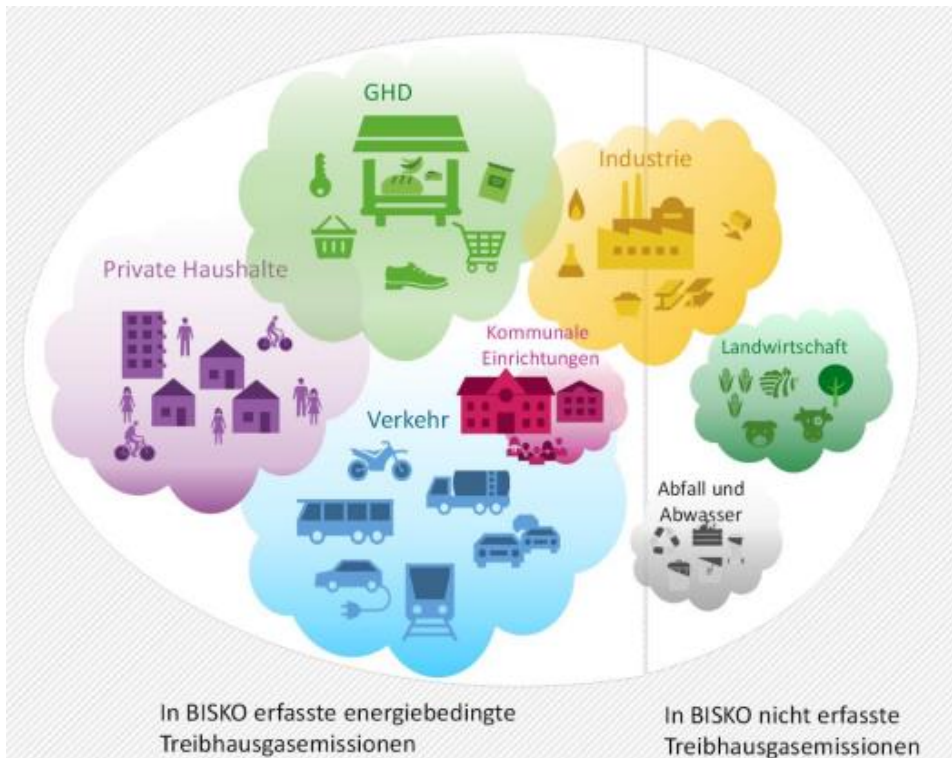 GHD
Industrie
Private Haushalte
Kommunale
Einrichtungen
Landwirtschaft
Verkehr
Abfall und
Abwasser
In BISKO erfasste energiebedingte
Treibhausgasemissionen
In BISKO nicht erfasste
Treibhausgasemissionen